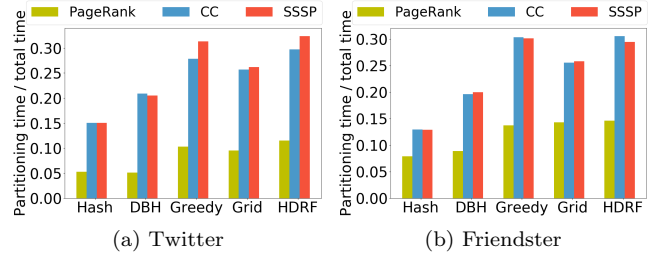 PageRank CC SSSP
Partitioning time / total time
0.30
0.25
0.20
0.15
0.10
0.05
0.00
Hash DBH Greedy Grid HDRF
(a) Twitter
PageRank CC SSSP
Partitioning time / total time
0.30
0.25
0.20
0.15
0.10
0.05
0.00
Hash DBH Greedy Grid HDRF
(b) Friendster